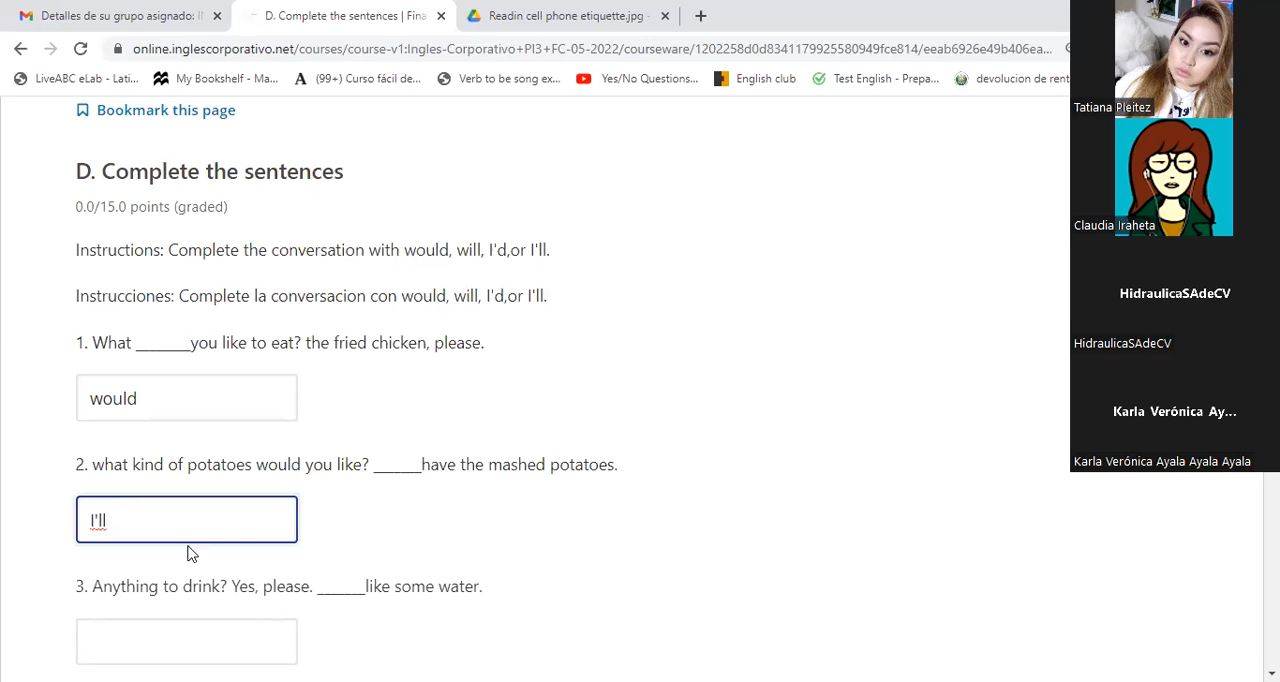 Detalles de su grupo asignado: I
D. Complete the sentences | Fina
Readin cell phone etiquette.jpg -
online.inglescorporativo.net/courses/course-v1:Ingles-Corporativo+PI3+FC-05-2022/courseware/1202258d0d8341179925580949fce814/eeab6926e49b406ea...
LiveABC eLab - Lati...
My Bookshelf - Ma...
(99+) Curso fácil de...
Verb to be song ex...
Yes/No Questions...
English club
Test English - Prepa...
devolucion de rent
Bookmark this page
D. Complete the sentences
0.0/15.0 points (graded)
Instructions: Complete the conversation with would, will, I'd,or I'll.
Instrucciones: Complete la conversacion con would, will, I'd,or I'll.
1. What _______you like to eat? the fried chicken, please.
would
2. what kind of potatoes would you like? ______have the mashed potatoes.
I'll
3. Anything to drink? Yes, please. ______like some water.
Tatiana Pleitez
Claudia Iraheta
HidraulicaSAdeCV
HidraulicaSAdeCV
Karla Verónica Ay...
Karla Verónica Ayala Ayala Ayala